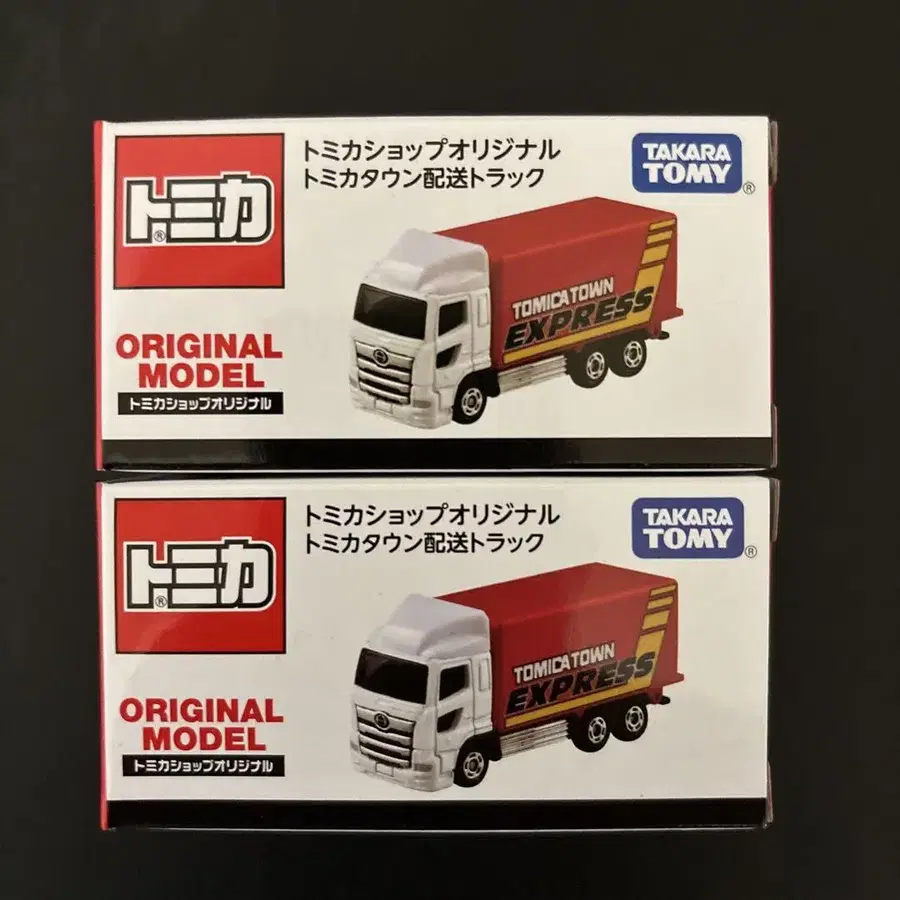 トミカ
®
ORIGINAL
MODEL
トミカショップオリジナル
トミカショップオリジナル
トミカタウン配送トラック
TAKARA
TOMY
®
TOMICA TOWN
EXPRESS
トミカ
®
ORIGINAL
MODEL
トミカショップオリジナル
トミカショップオリジナル
トミカタウン配送トラック
TAKARA
TOMY
®
TOMICA TOWN
EXPRESS